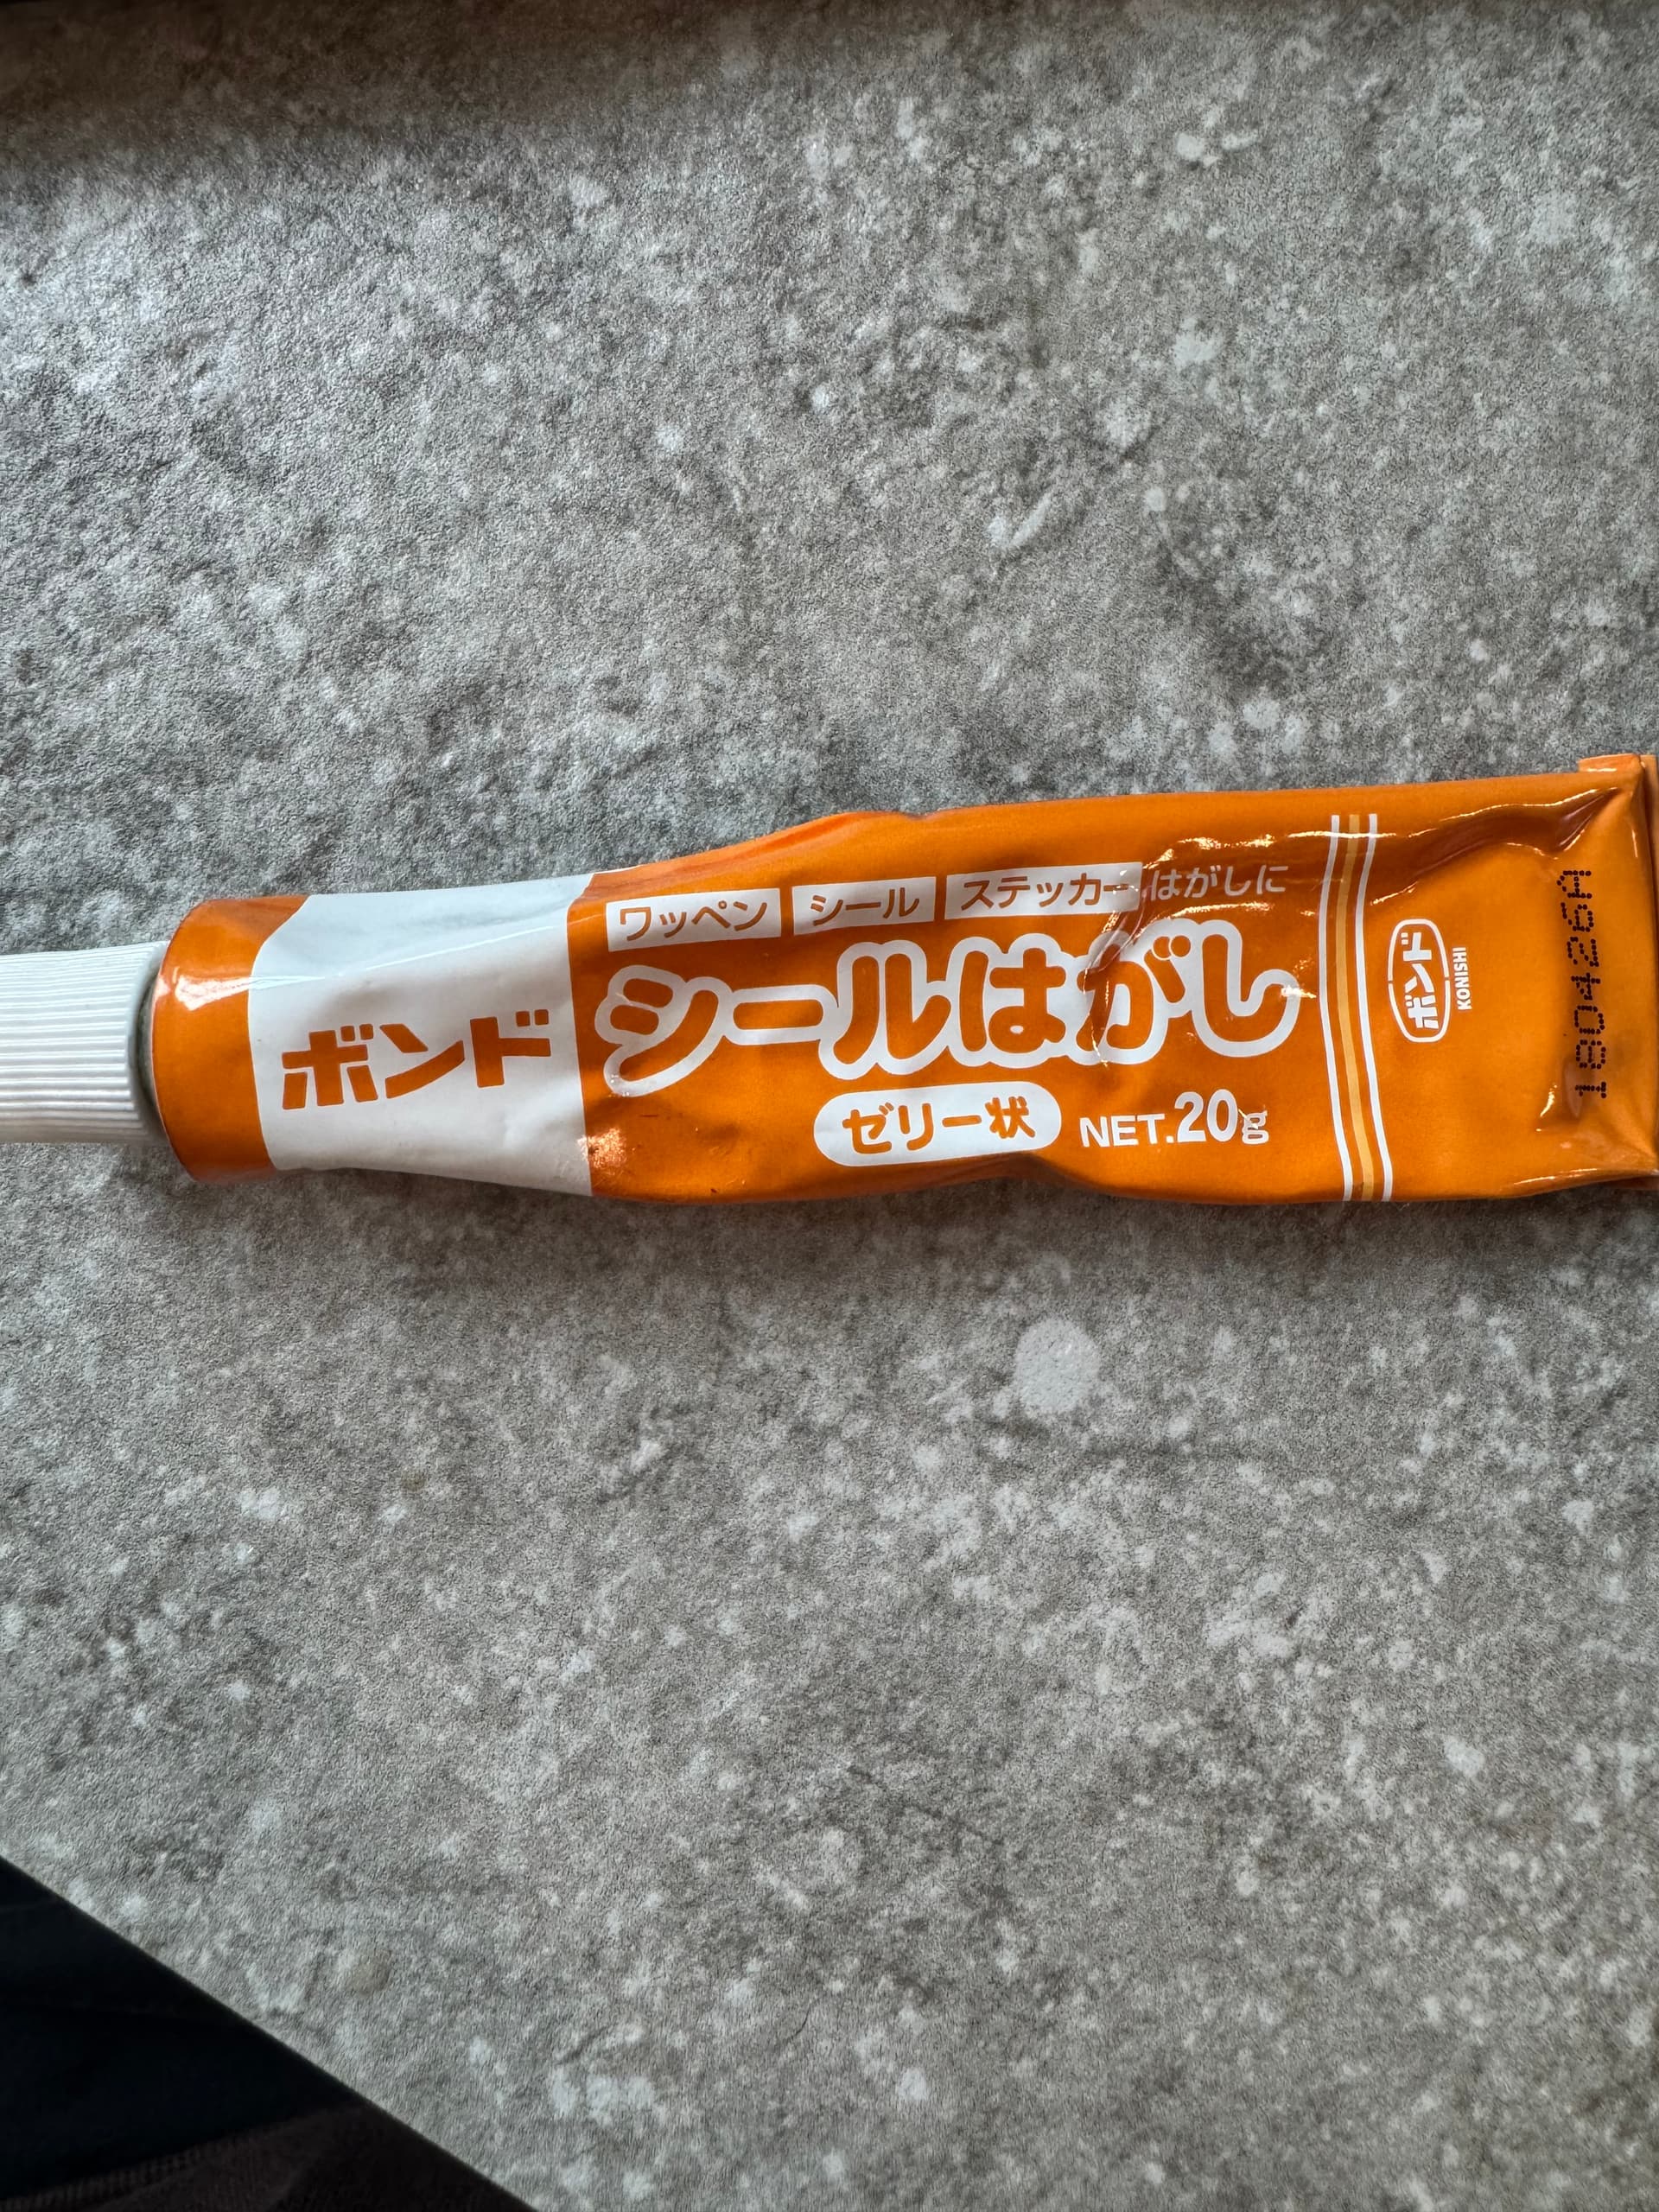 ボンド
ワッペン シール ステッカー はがしに
シールはがし
ゼリー状 NET.20g
ボンド
KONISHI
180426A